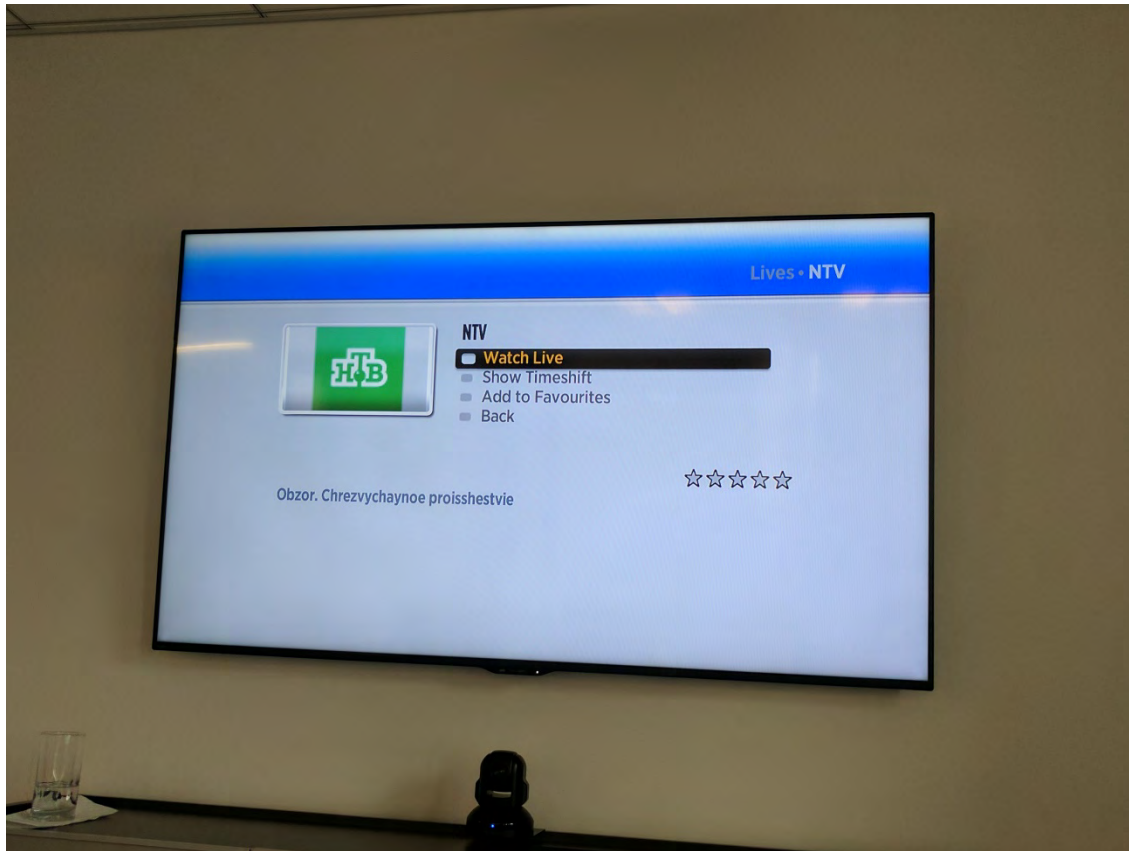 Lives • NTV
НТВ
NTV
Watch Live
Show Timeshift
Add to Favourites
Back
Obzor. Chrezvychaynoe proisshestvie